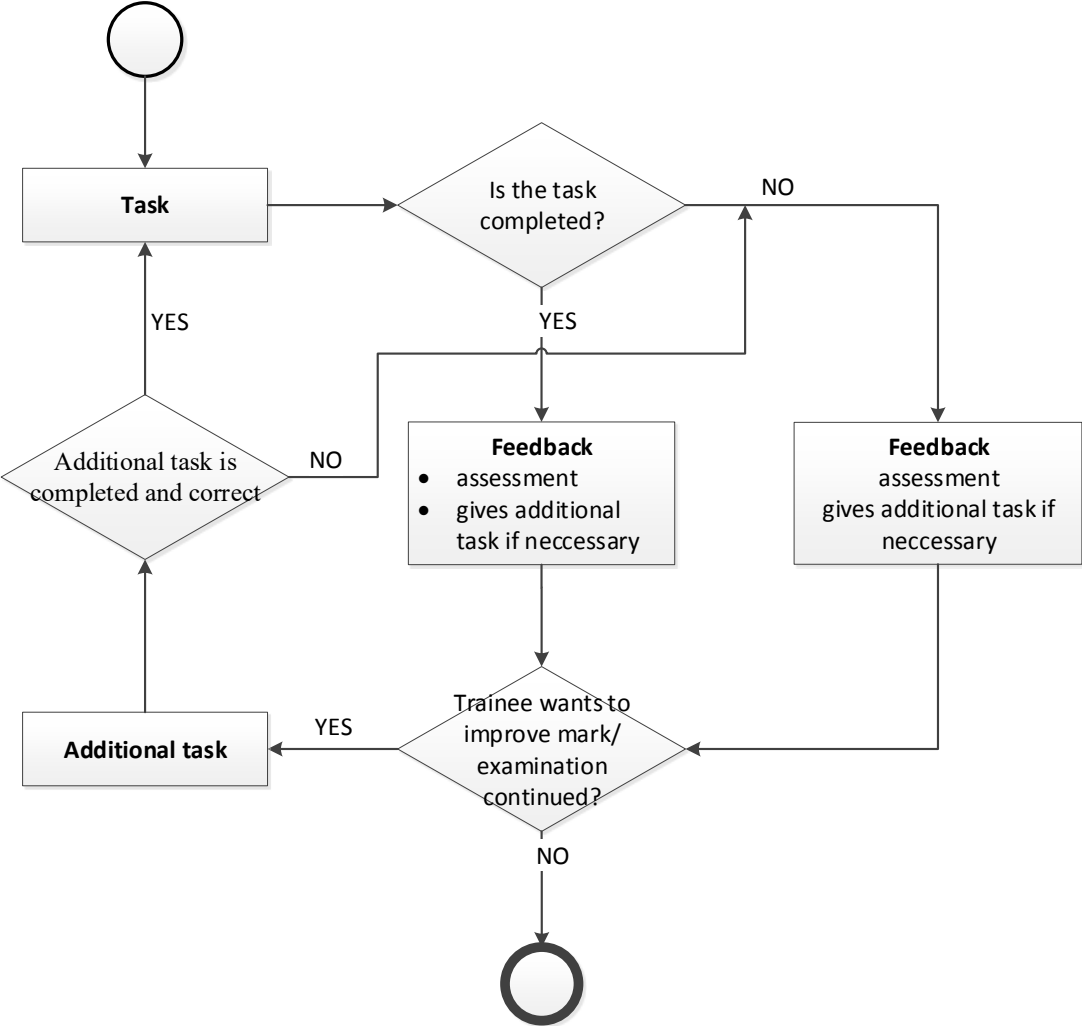 Task
Is the task
completed?
NO
YES
YES
Additional task is
completed and correct
NO
Feedback
• assessment
• gives additional
task if neccessary
Feedback
assessment
gives additional task if
neccessary
Additional task
YES
Trainee wants to
improve mark/
examination
continued?
NO